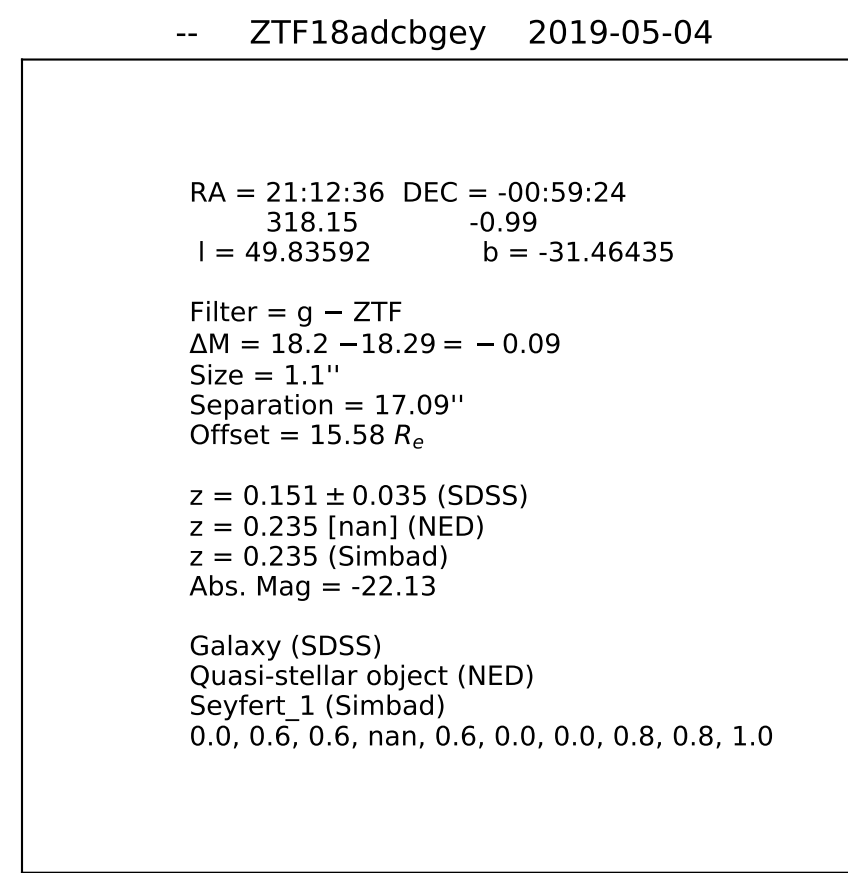 -- ZTF18adcbgey 2019-05-04
RA = 21:12:36 DEC = -00:59:24
318.15 -0.99
l = 49.83592 b = -31.46435
Filter = g − ZTF
ΔM = 18.2 −18.29 = − 0.09
Size = 1.1''
Separation = 17.09''
Offset = 15.58 Re
z = 0.151 ± 0.035 (SDSS)
z = 0.235 [nan] (NED)
z = 0.235 (Simbad)
Abs. Mag = -22.13
Galaxy (SDSS)
Quasi-stellar object (NED)
Seyfert_1 (Simbad)
0.0, 0.6, 0.6, nan, 0.6, 0.0, 0.0, 0.8, 0.8, 1.0